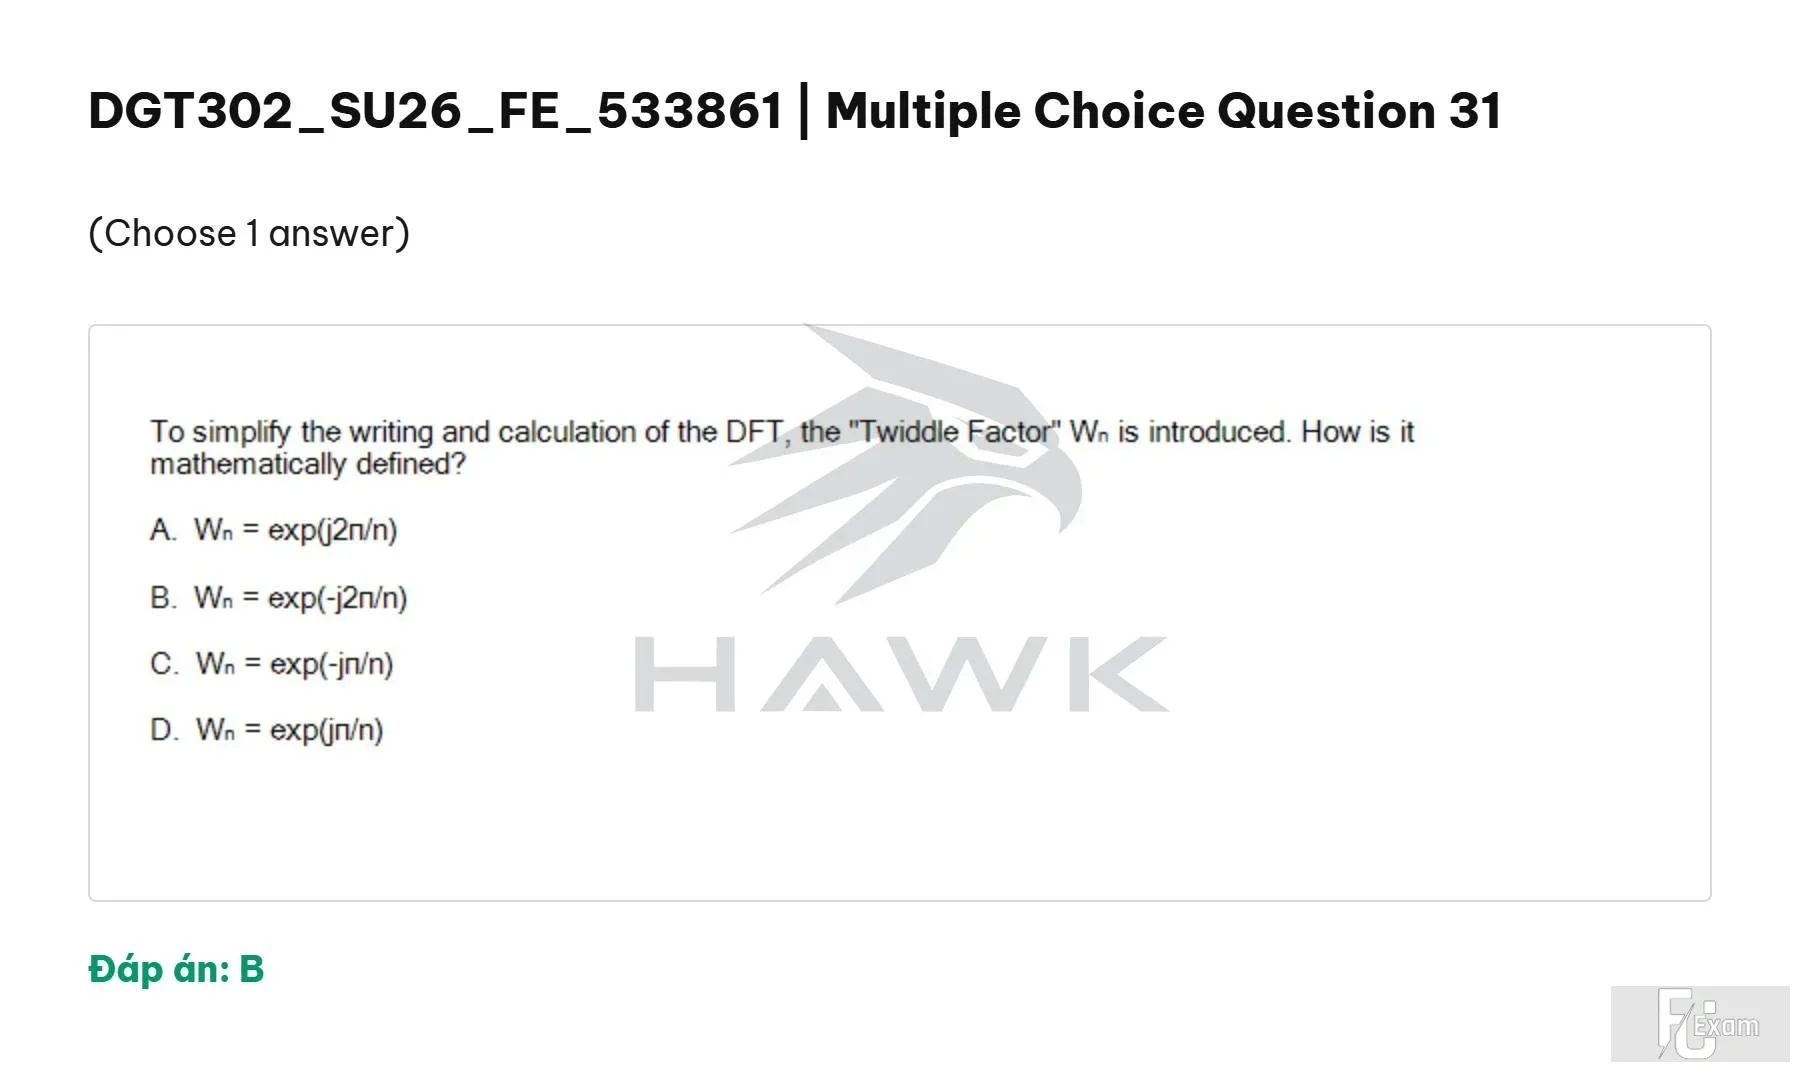 DGT302_SU26_FE_533861 | Multiple Choice Question 31
(Choose 1 answer)
To simplify the writing and calculation of the DFT, the "Twiddle Factor" Wₙ is introduced. How is it
mathematically defined?
A. Wₙ = exp(j2π/n)
B. Wₙ = exp(-j2π/n)
C. Wₙ = exp(-jπ/n)
D. Wₙ = exp(jπ/n)
HAWK
Đáp án: B
FU Exam